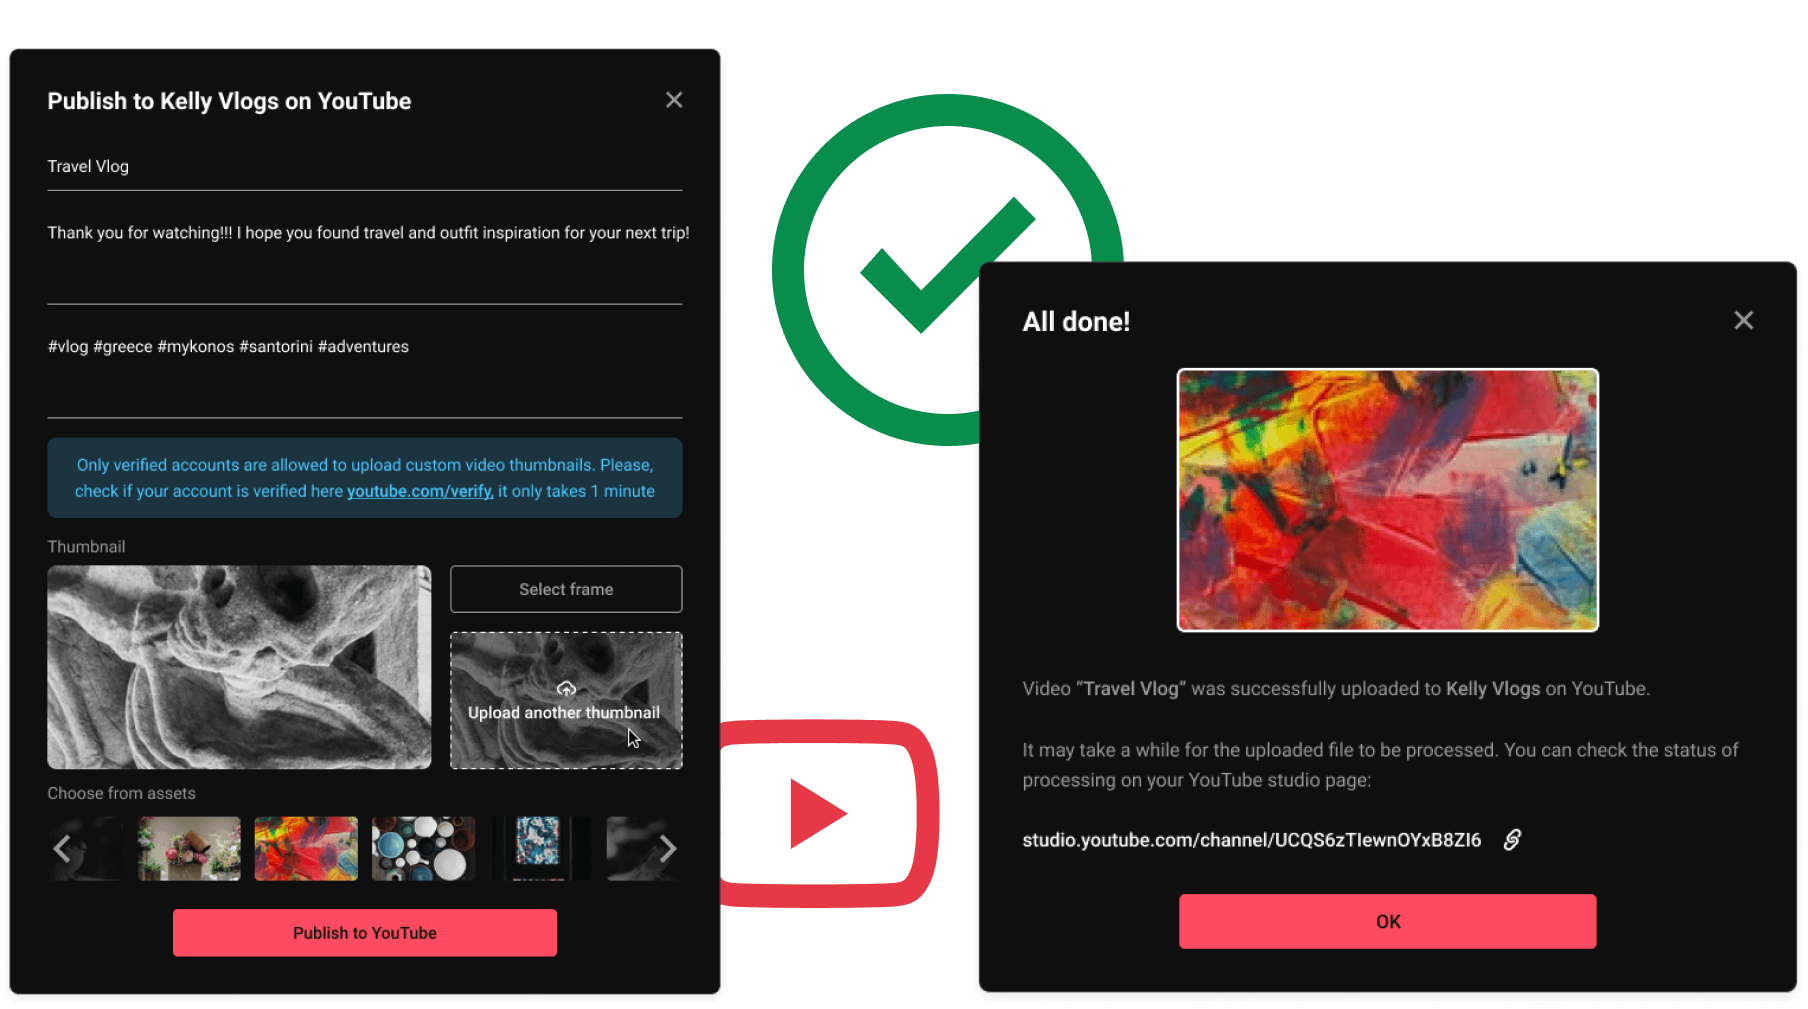 Publish to Kelly Vlogs on YouTube
Travel Vlog
Thank you for watching!!! I hope you found travel and outfit inspiration for your next trip!
#vlog #greece #mykonos #santorini #adventures
Only verified accounts are allowed to upload custom video thumbnails. Please,
check if your account is verified here youtube.com/verify, it only takes 1 minute
Thumbnail
Select frame
Upload another thumbnail
Choose from assets
Publish to YouTube
All done!
Video “Travel Vlog” was successfully uploaded to Kelly Vlogs on YouTube.
It may take a while for the uploaded file to be processed. You can check the status of
processing on your YouTube studio page:
studio.youtube.com/channel/UCQS6zTIewnOYxB8ZI6
OK